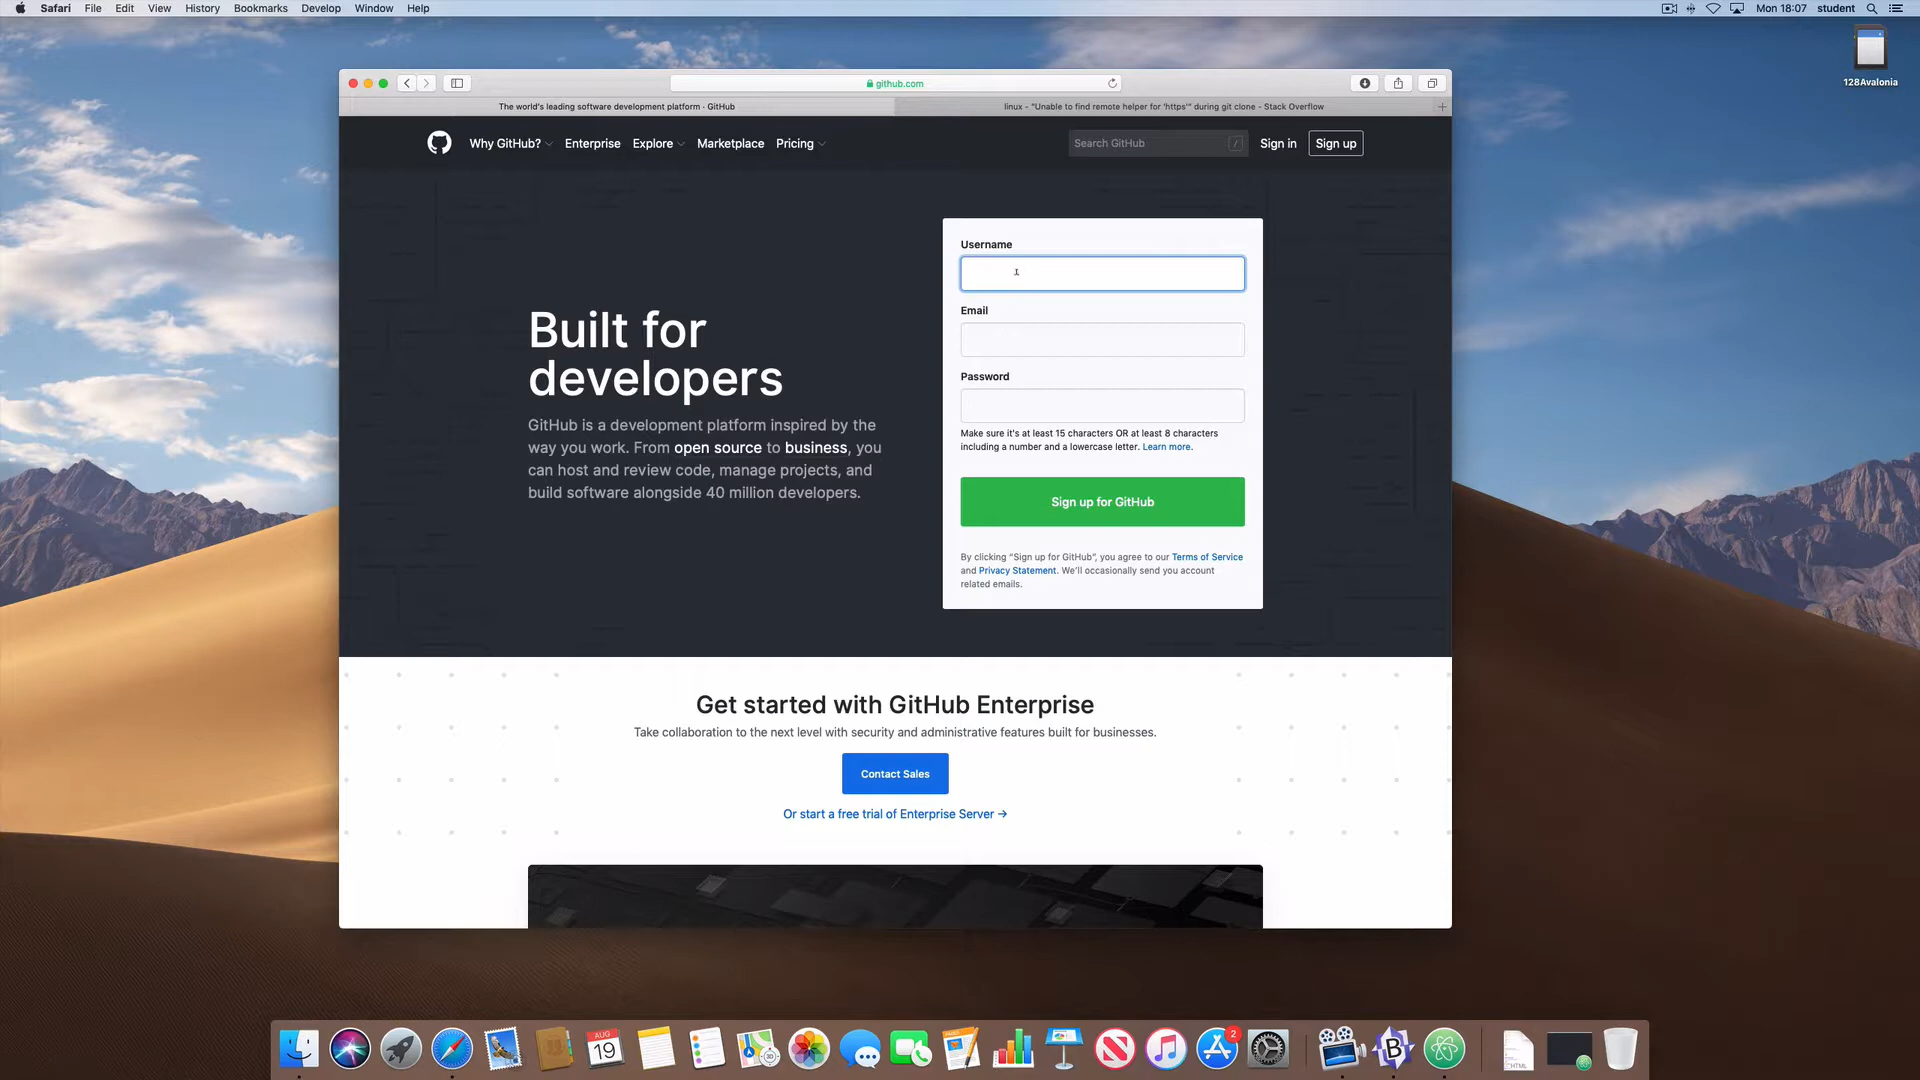 Safari File Edit View History Bookmarks Develop Window Help
Mon 18:07 student
128Avalonia
github.com
The world's leading software development platform · GitHub
linux - "Unable to find remote helper for 'https'" during git clone - Stack Overflow
Why GitHub? Enterprise Explore Marketplace Pricing
Search GitHub /
Sign in Sign up
Built for
developers
GitHub is a development platform inspired by the
way you work. From open source to business, you
can host and review code, manage projects, and
build software alongside 40 million developers.
Username
Email
Password
Make sure it's at least 15 characters OR at least 8 characters
including a number and a lowercase letter. Learn more.
Sign up for GitHub
By clicking “Sign up for GitHub”, you agree to our Terms of Service
and Privacy Statement. We’ll occasionally send you account
related emails.
Get started with GitHub Enterprise
Take collaboration to the next level with security and administrative features built for businesses.
Contact Sales
Or start a free trial of Enterprise Server →
AUG
19
3D
2
B
HTML